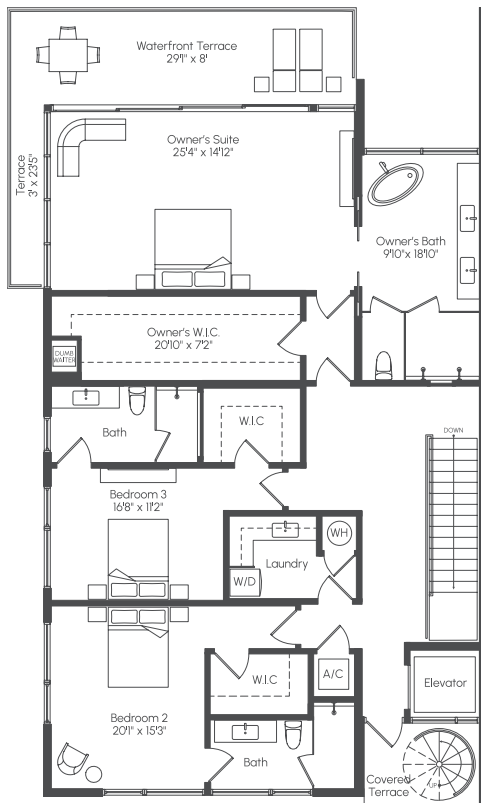 Waterfront Terrace
29'1" x 8'
Owner's Suite
25'4" x 14'12"
Terrace
3' x 23'5"
Owner's Bath
9'10" x 18'10"
Owner's W.I.C.
20'10" x 7'2"
DUMB
WAITER
W.I.C
Bath
DOWN
Bedroom 3
16'8" x 11'2"
WH
Laundry
W/D
A/C
W.I.C
Elevator
Bedroom 2
20'1" x 15'3"
Bath
Covered
Terrace
UP